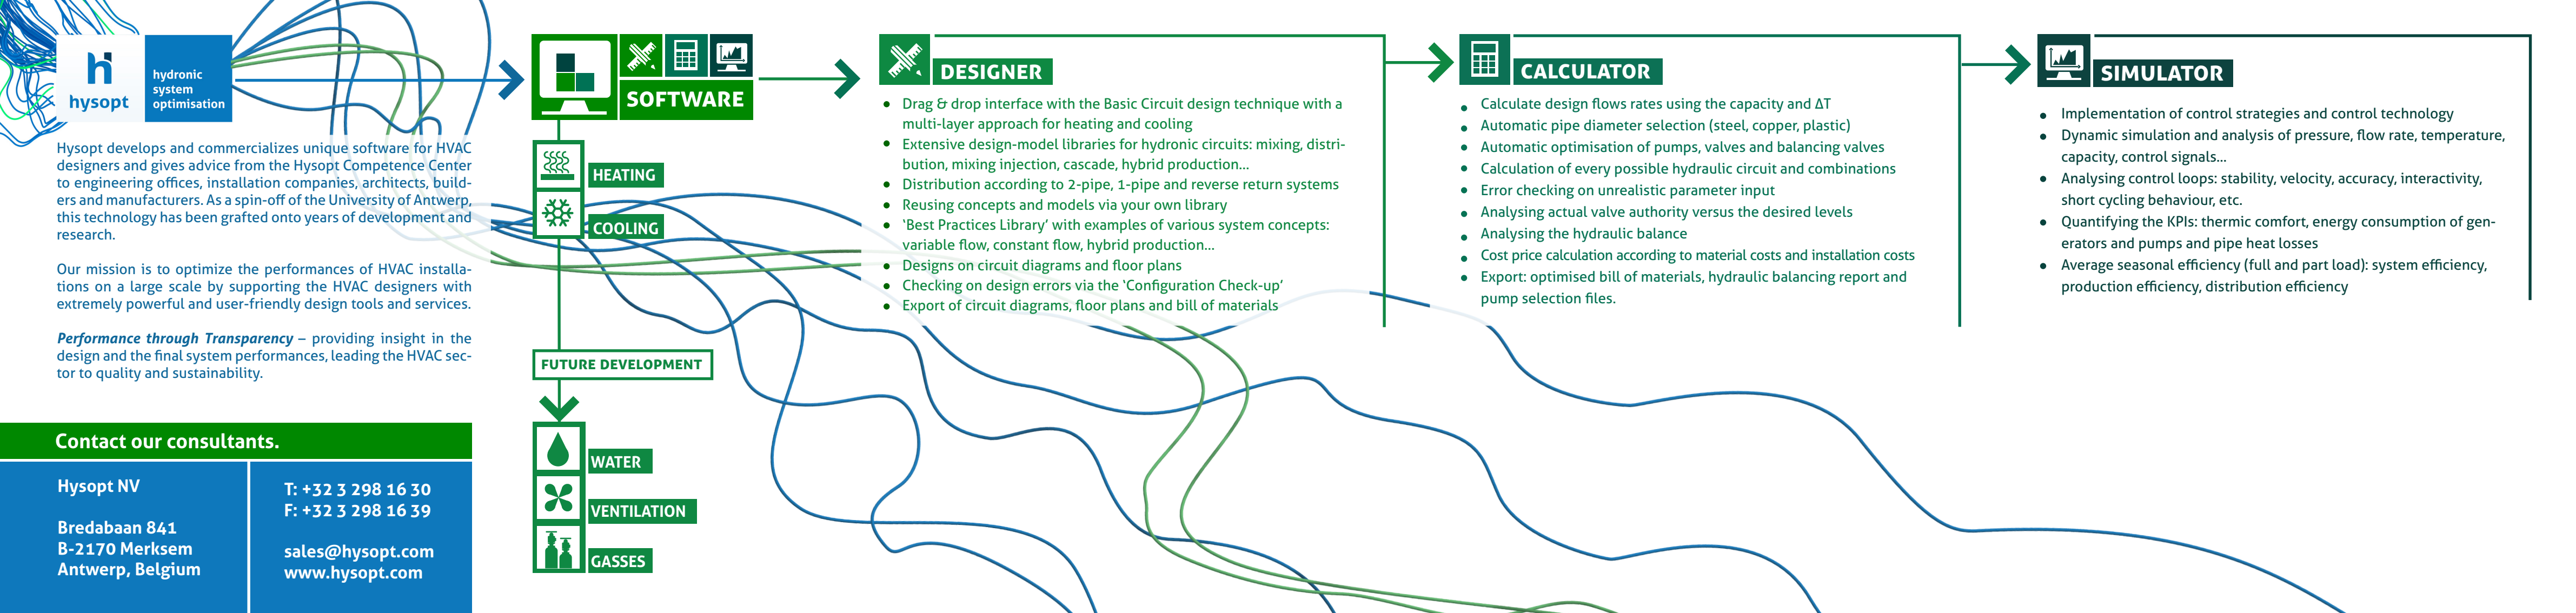 hysopt
hydronic
system
optimisation
Hysopt develops and commercializes unique software for HVAC
designers and gives advice from the Hysopt Competence Center
to engineering offices, installation companies, architects, build-
ers and manufacturers. As a spin-off of the University of Antwerp,
this technology has been grafted onto years of development and
research.
Our mission is to optimize the performances of HVAC installa-
tions on a large scale by supporting the HVAC designers with
extremely powerful and user-friendly design tools and services.
Performance through Transparency – providing insight in the
design and the final system performances, leading the HVAC sec-
tor to quality and sustainability.
Contact our consultants.
Hysopt NV
Bredabaan 841
B-2170 Merksem
Antwerp, Belgium
T: +32 3 298 16 30
F: +32 3 298 16 39
sales@hysopt.com
www.hysopt.com
SOFTWARE
HEATING
COOLING
FUTURE DEVELOPMENT
WATER
VENTILATION
GASSES
DESIGNER
• Drag & drop interface with the Basic Circuit design technique with a
multi-layer approach for heating and cooling
• Extensive design-model libraries for hydronic circuits: mixing, distri-
bution, mixing injection, cascade, hybrid production...
• Distribution according to 2-pipe, 1-pipe and reverse return systems
• Reusing concepts and models via your own library
• ‘Best Practices Library’ with examples of various system concepts:
variable flow, constant flow, hybrid production...
• Designs on circuit diagrams and floor plans
• Checking on design errors via the ‘Configuration Check-up’
• Export of circuit diagrams, floor plans and bill of materials
CALCULATOR
• Calculate design flows rates using the capacity and ΔT
• Automatic pipe diameter selection (steel, copper, plastic)
• Automatic optimisation of pumps, valves and balancing valves
• Calculation of every possible hydraulic circuit and combinations
• Error checking on unrealistic parameter input
• Analysing actual valve authority versus the desired levels
• Analysing the hydraulic balance
• Cost price calculation according to material costs and installation costs
• Export: optimised bill of materials, hydraulic balancing report and
pump selection files.
SIMULATOR
• Implementation of control strategies and control technology
• Dynamic simulation and analysis of pressure, flow rate, temperature,
capacity, control signals...
• Analysing control loops: stability, velocity, accuracy, interactivity,
short cycling behaviour, etc.
• Quantifying the KPIs: thermic comfort, energy consumption of gen-
erators and pumps and pipe heat losses
• Average seasonal efficiency (full and part load): system efficiency,
production efficiency, distribution efficiency